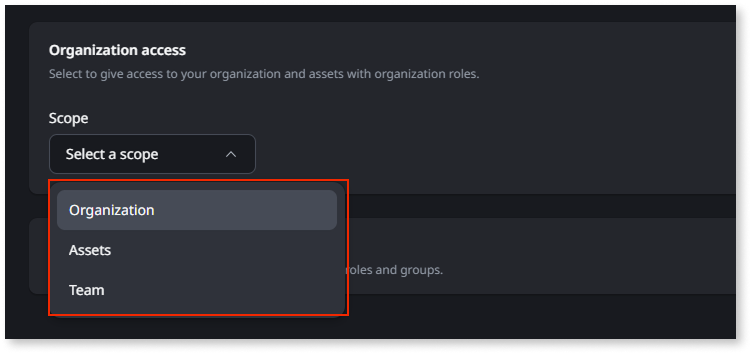 Organization access
Select to give access to your organization and assets with organization roles.
Scope
Select a scope
Organization
Assets
roles and groups.
Team